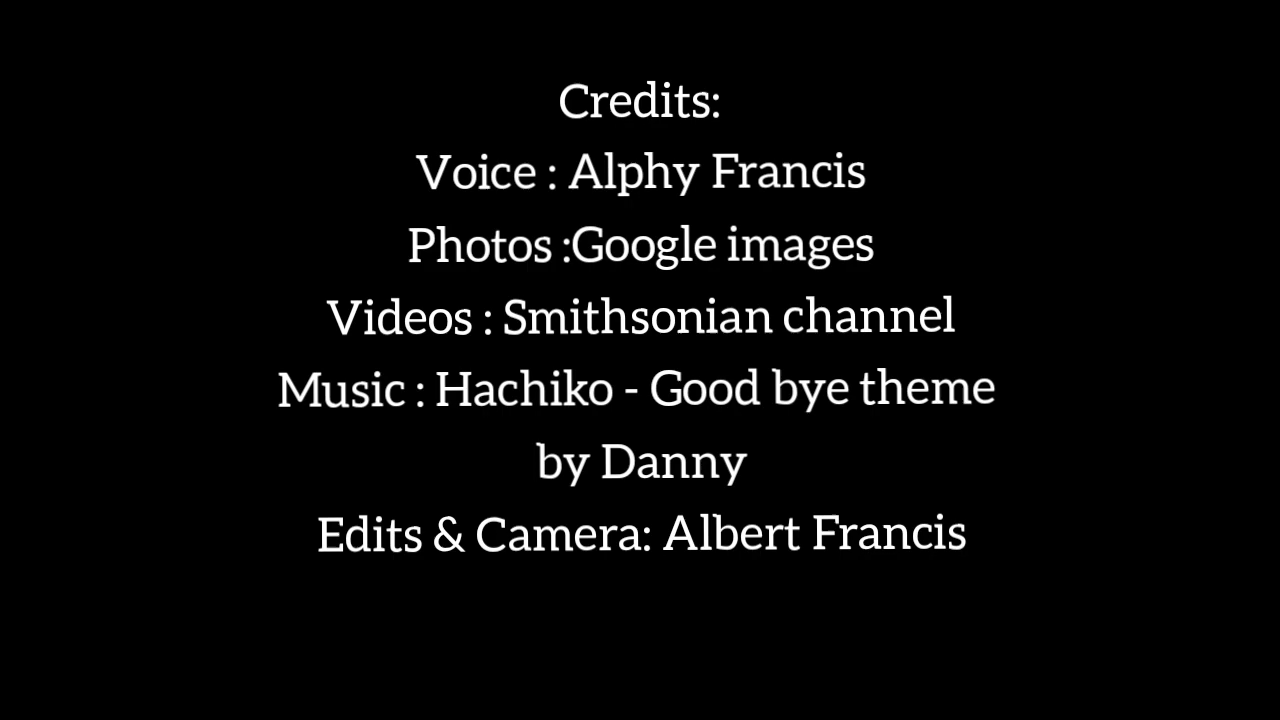 Credits:
Voice : Alphy Francis
Photos :Google images
Videos : Smithsonian channel
Music : Hachiko - Good bye theme
by Danny
Edits & Camera: Albert Francis